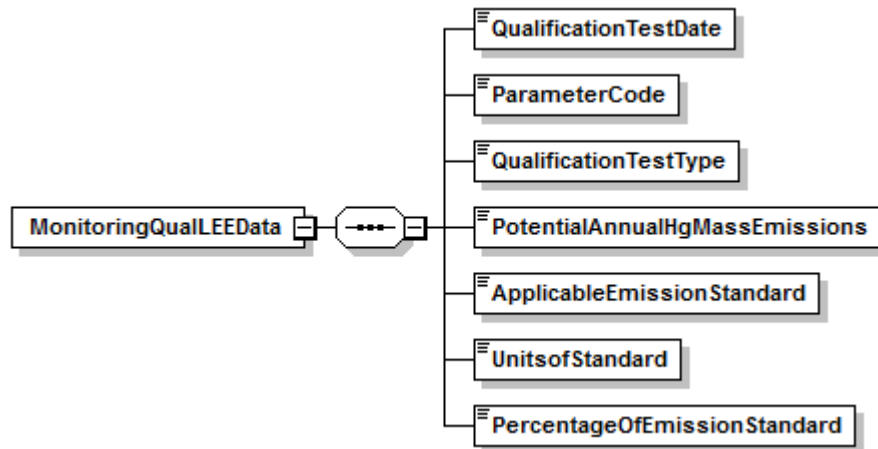 QualificationTestDate
ParameterCode
QualificationTestType
MonitoringQualLEEData
PotentialAnnualHgMassEmissions
ApplicableEmissionStandard
UnitsofStandard
PercentageOfEmissionStandard